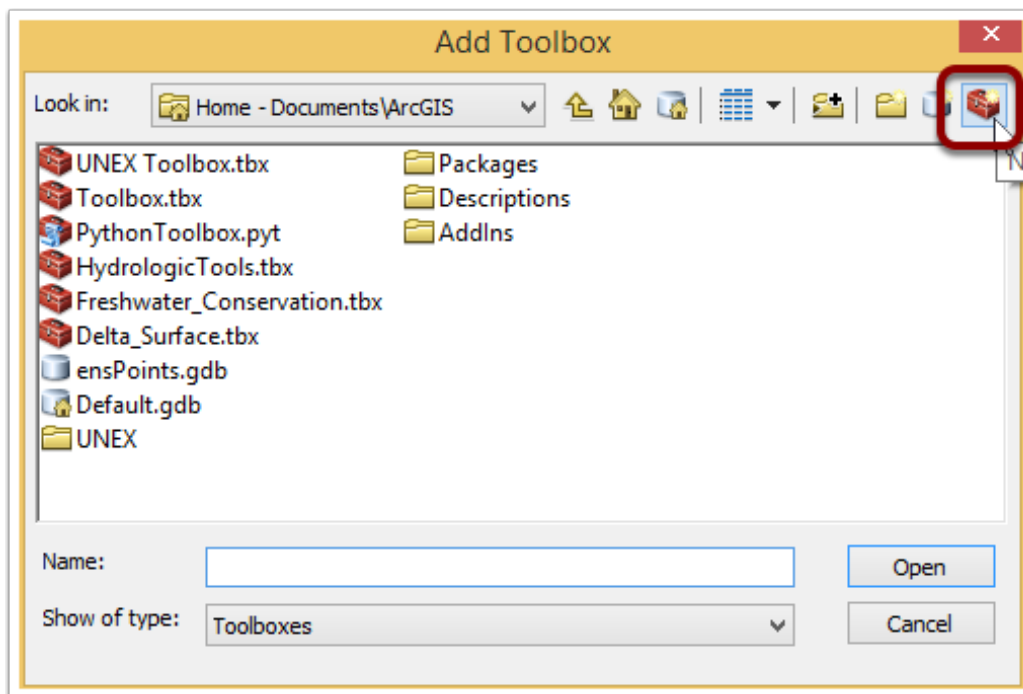 Add Toolbox
Look in:
Home - Documents\ArcGIS
UNEX Toolbox.tbx
Toolbox.tbx
PythonToolbox.pyt
HydrologicTools.tbx
Freshwater_Conservation.tbx
Delta_Surface.tbx
ensPoints.gdb
Default.gdb
UNEX
Packages
Descriptions
AddIns
Name:
Open
Show of type:
Toolboxes
Cancel